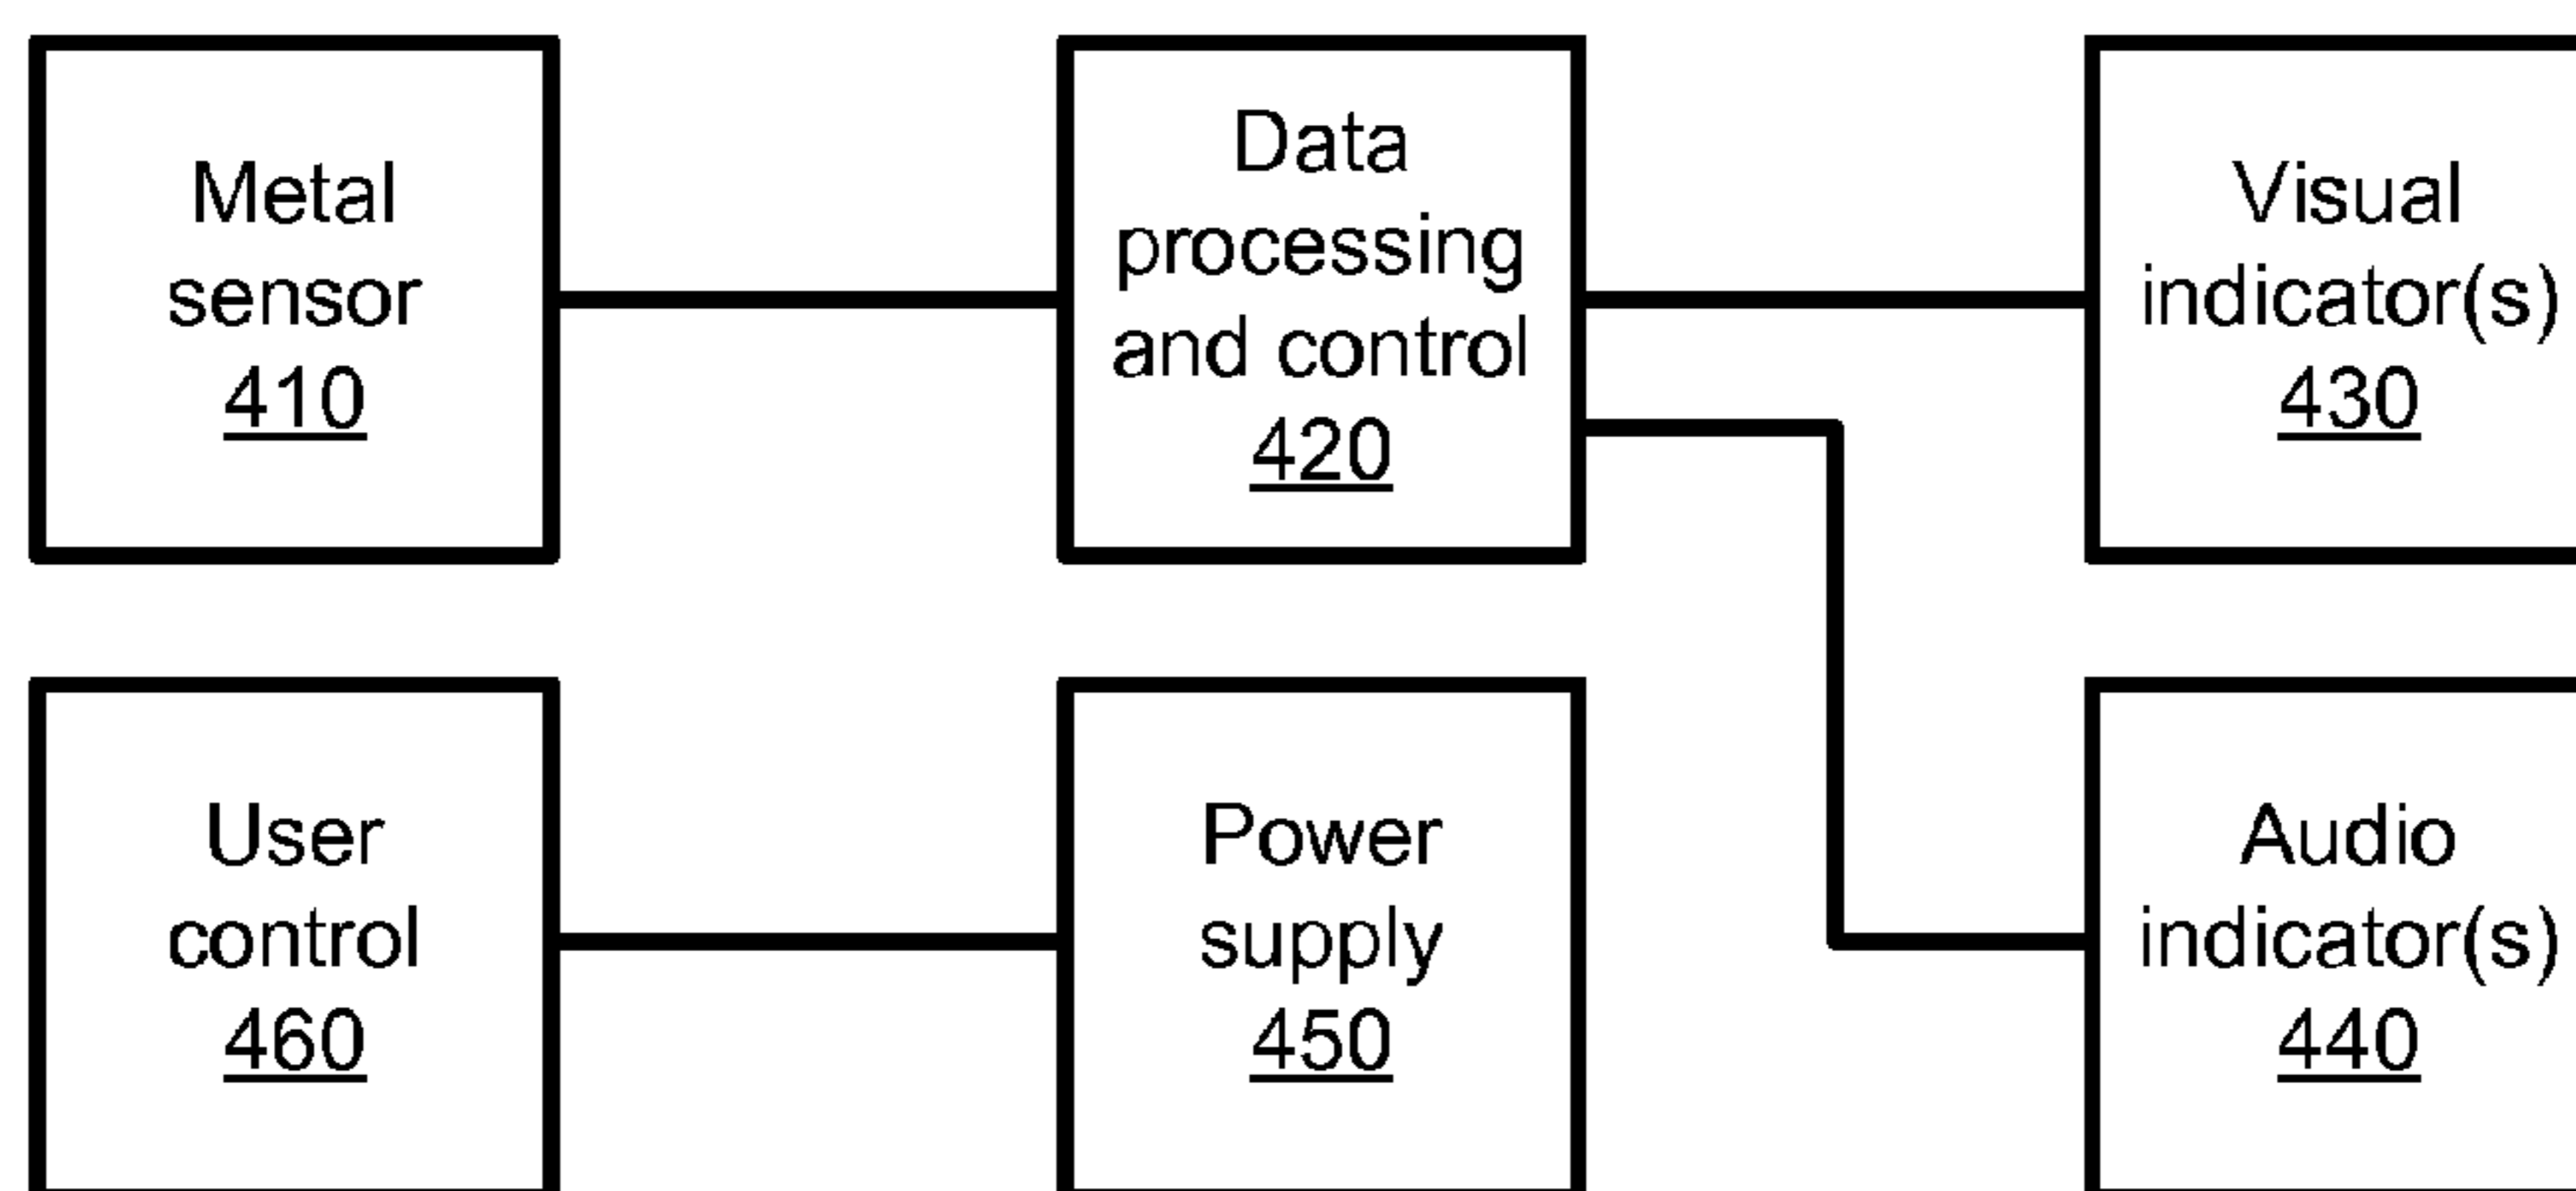 Metal
sensor
410
Data
processing
and control
420
Visual
indicator(s)
430
User
control
460
Power
supply
450
Audio
indicator(s)
440